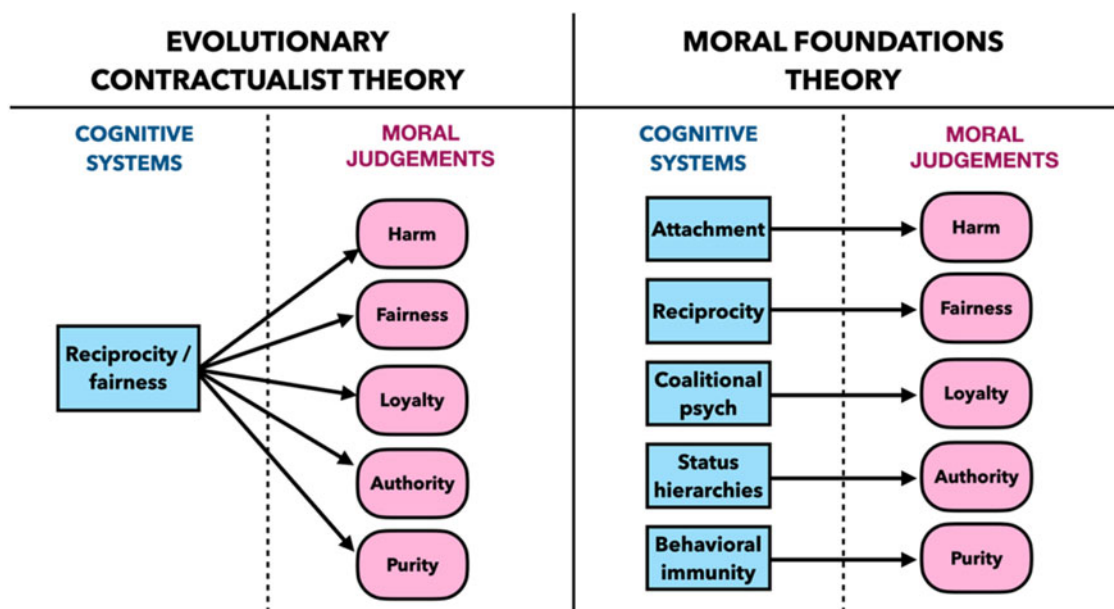 EVOLUTIONARY
CONTRACTUALIST THEORY
COGNITIVE
SYSTEMS
MORAL
JUDGEMENTS
Reciprocity /
fairness
Harm
Fairness
Loyalty
Authority
Purity
MORAL FOUNDATIONS
THEORY
COGNITIVE
SYSTEMS
MORAL
JUDGEMENTS
Attachment
Harm
Reciprocity
Fairness
Coalitional
psych
Loyalty
Status
hierarchies
Authority
Behavioral
immunity
Purity